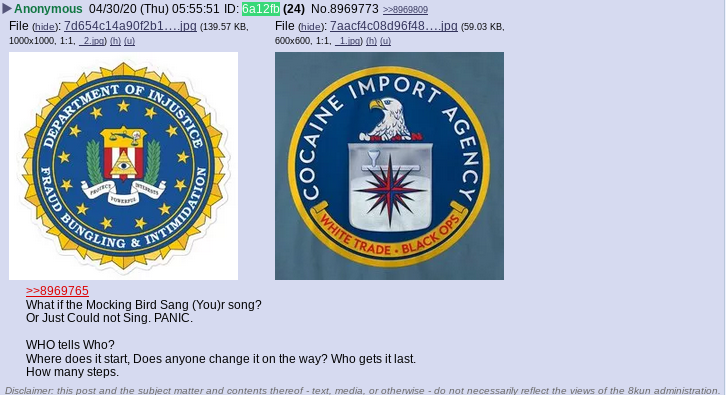 Anonymous 04/30/20 (Thu) 05:55:51 ID: 6a12fb (24) No.8969773 >>8969809
File (hide): 7d654c14a90f2b1….jpg (139.57 KB, 1000x1000, 1:1, _2.jpg) (h) (u)
File (hide): 7aacf4c08d96f48….jpg (59.03 KB, 600x600, 1:1, _1.jpg) (h) (u)
DEPARTMENT OF INJUSTICE
PROTECT POWERFUL INTERESTS
FRAUD BUNGLING & INTIMIDATION
COCAINE IMPORT AGENCY
WHITE TRADE • BLACK OPS
>>8969765
What if the Mocking Bird Sang (You)r song?
Or Just Could not Sing. PANIC.
WHO tells Who?
Where does it start, Does anyone change it on the way? Who gets it last.
How many steps.
Disclaimer: this post and the subject matter and contents thereof - text, media, or otherwise - do not necessarily reflect the views of the 8kun administration.